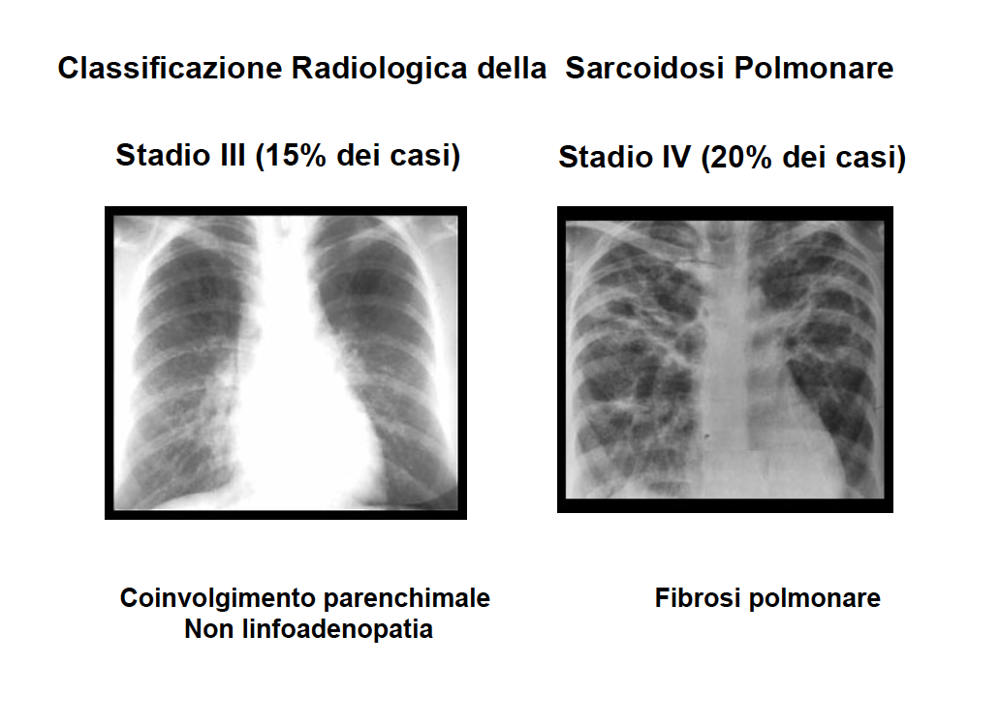 Classificazione Radiologica della Sarcoidosi Polmonare
Stadio III (15% dei casi)
Stadio IV (20% dei casi)
Coinvolgimento parenchimale
Non linfoadenopatia
Fibrosi polmonare